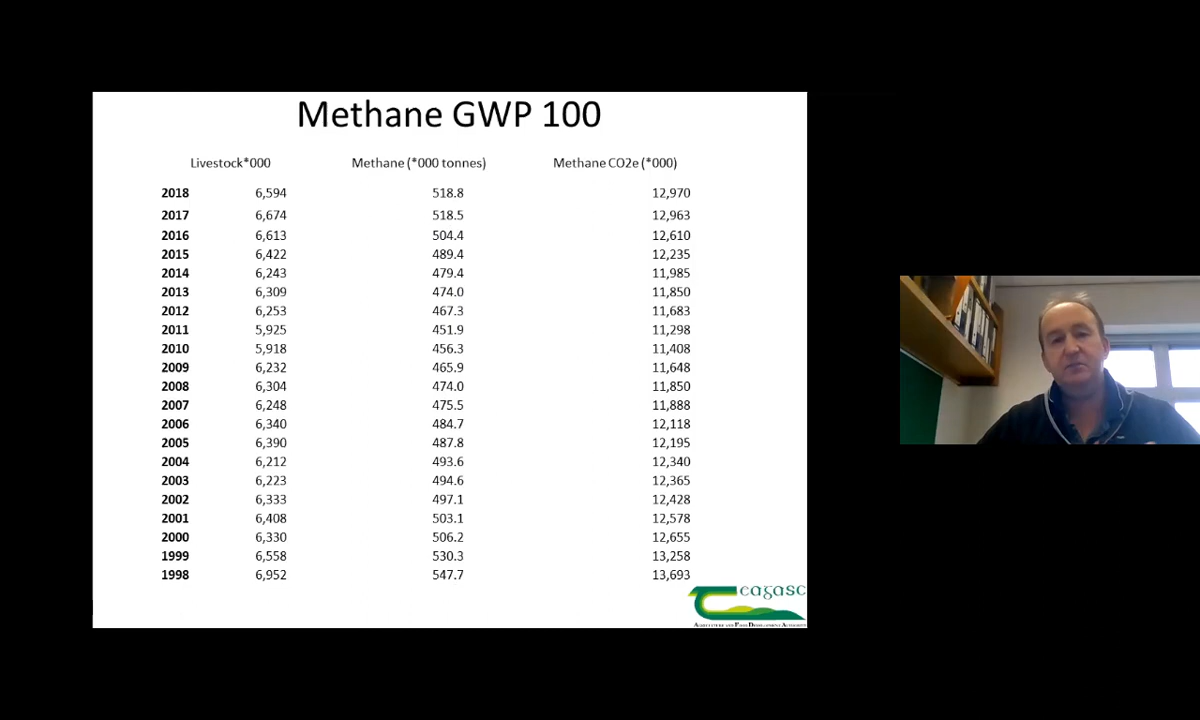 Methane GWP 100
Livestock*000 Methane (*000 tonnes) Methane CO2e (*000)
2018 6,594 518.8 12,970
2017 6,674 518.5 12,963
2016 6,613 504.4 12,610
2015 6,422 489.4 12,235
2014 6,243 479.4 11,985
2013 6,309 474.0 11,850
2012 6,253 467.3 11,683
2011 5,925 451.9 11,298
2010 5,918 456.3 11,408
2009 6,232 465.9 11,648
2008 6,304 474.0 11,850
2007 6,248 475.5 11,888
2006 6,340 484.7 12,118
2005 6,390 487.8 12,195
2004 6,212 493.6 12,340
2003 6,223 494.6 12,365
2002 6,333 497.1 12,428
2001 6,408 503.1 12,578
2000 6,330 506.2 12,655
1999 6,558 530.3 13,258
1998 6,952 547.7 13,693
Teagasc
Agriculture and Food Development Authority